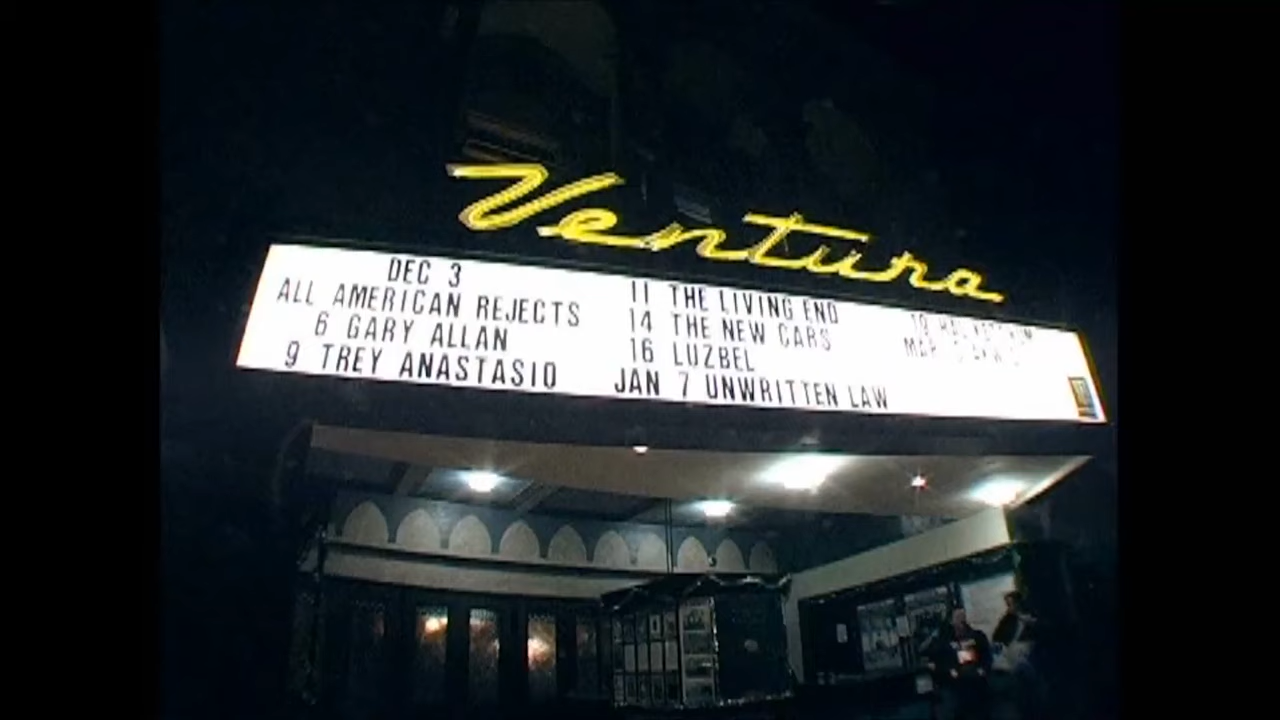 Ventura
DEC 3
ALL AMERICAN REJECTS
6 GARY ALLAN
9 TREY ANASTASIO
11 THE LIVING END
14 THE NEW CARS
16 LUZBEL
JAN 7 UNWRITTEN LAW
MAR